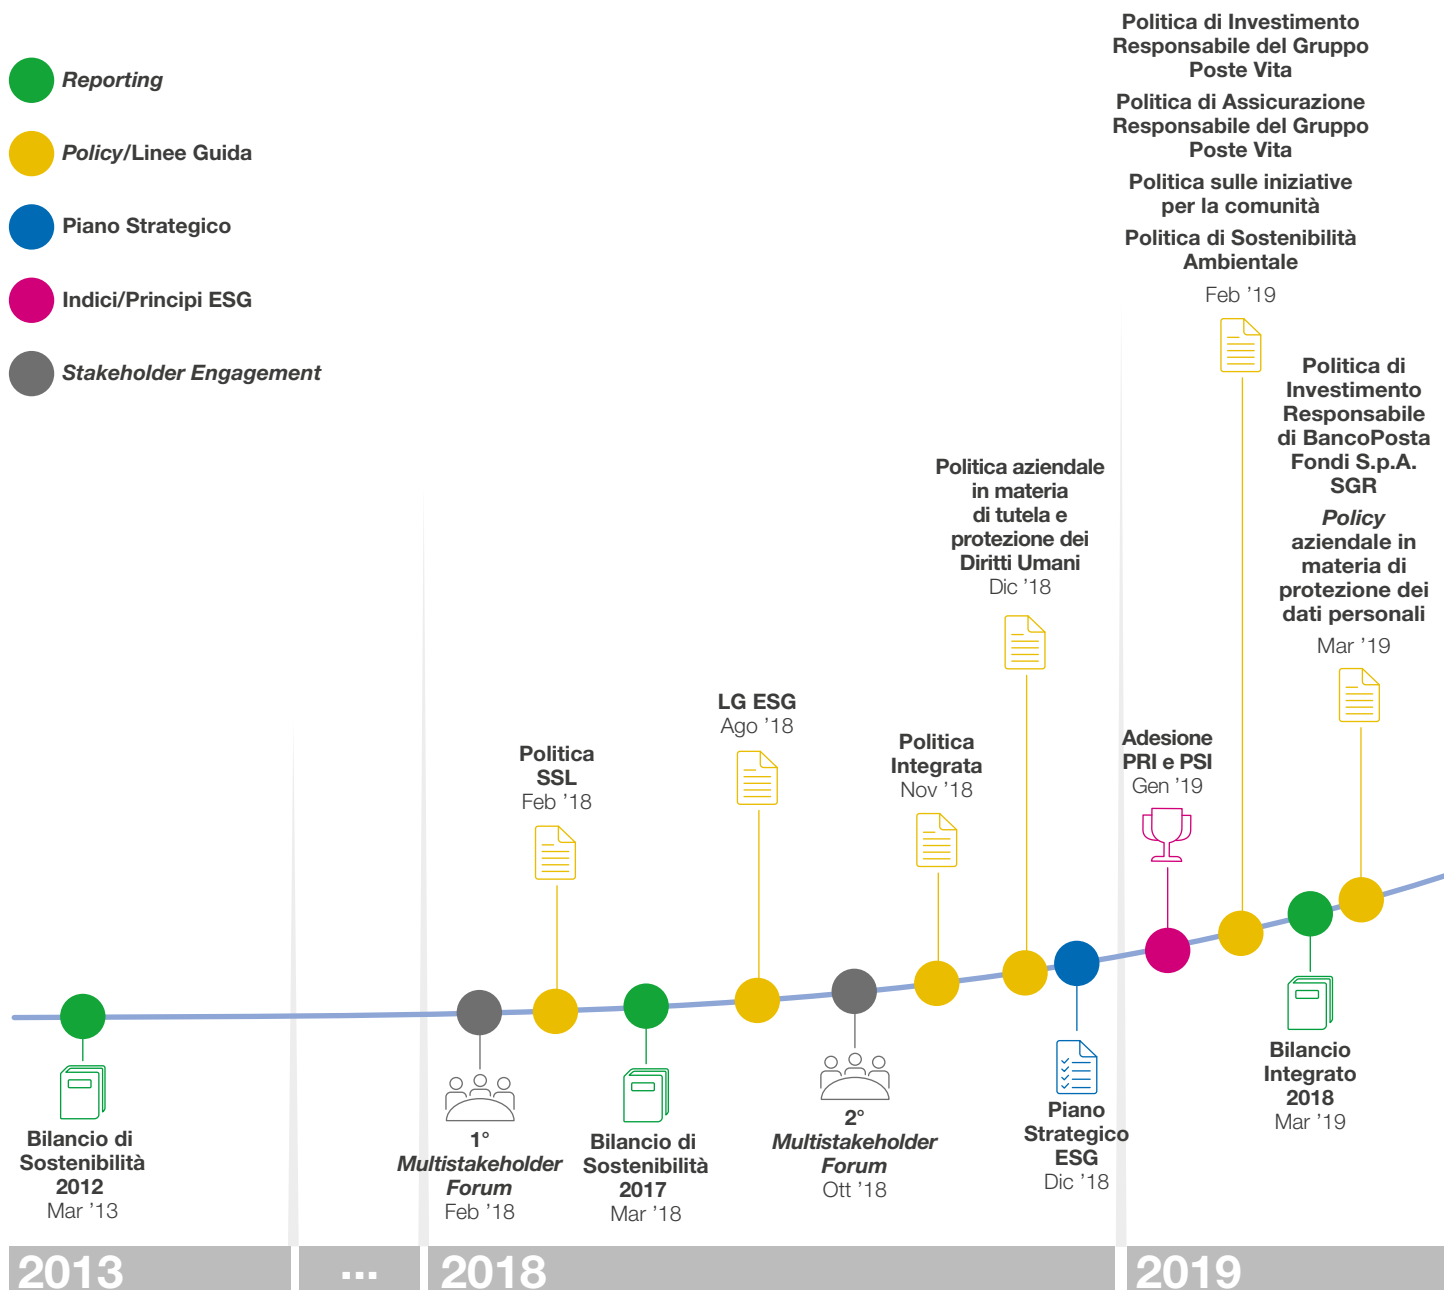 Reporting
Policy/Linee Guida
Piano Strategico
Indici/Principi ESG
Stakeholder Engagement
Bilancio di
Sostenibilità
2012
Mar ’13
1°
Multistakeholder
Forum
Feb ’18
Politica
SSL
Feb ’18
Bilancio di
Sostenibilità
2017
Mar ’18
LG ESG
Ago ’18
2°
Multistakeholder
Forum
Ott ’18
Politica
Integrata
Nov ’18
Politica aziendale
in materia
di tutela e
protezione dei
Diritti Umani
Dic ’18
Piano
Strategico
ESG
Dic ’18
Adesione
PRI e PSI
Gen ’19
Politica di Investimento
Responsabile del Gruppo
Poste Vita
Politica di Assicurazione
Responsabile del Gruppo
Poste Vita
Politica sulle iniziative
per la comunità
Politica di Sostenibilità
Ambientale
Feb ’19
Bilancio
Integrato
2018
Mar ’19
Politica di
Investimento
Responsabile
di BancoPosta
Fondi S.p.A.
SGR
Policy
aziendale in
materia di
protezione dei
dati personali
Mar ’19
2013
...
2018
2019